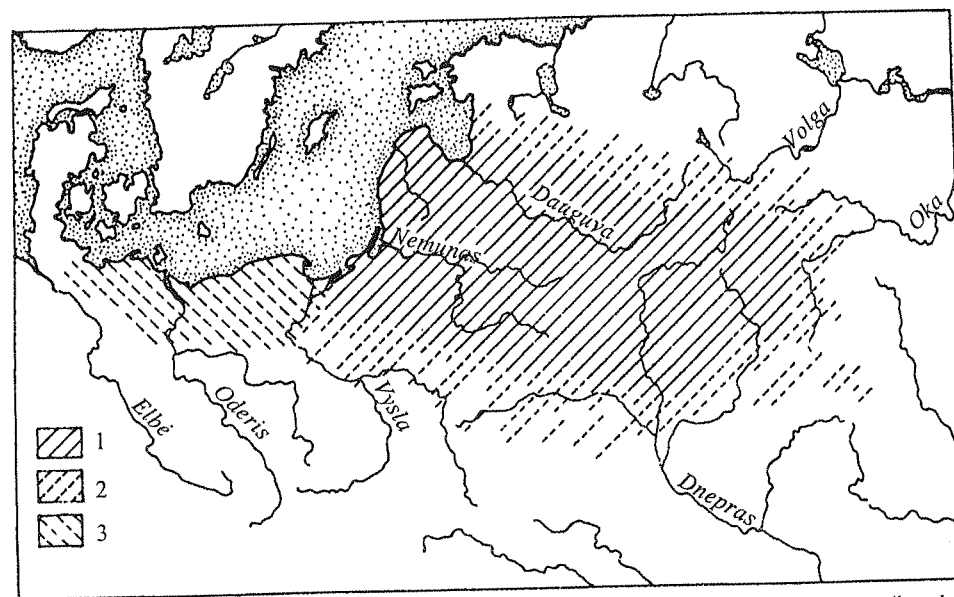 Volga
Oka
Dauguva
Nemunas
Elbė
Oderis
Vysla
Dnepras
1
2
3